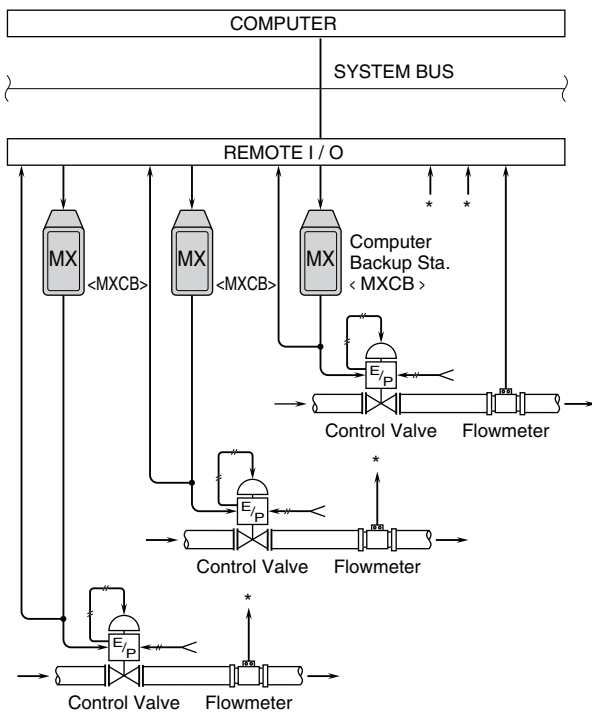 COMPUTER
SYSTEM BUS
REMOTE I / O
* *
MX
<MXCB>
MX
<MXCB>
MX
Computer
Backup Sta.
< MXCB >
E/P
Control Valve
Flowmeter
*
E/P
Control Valve
Flowmeter
*
E/P
Control Valve
Flowmeter